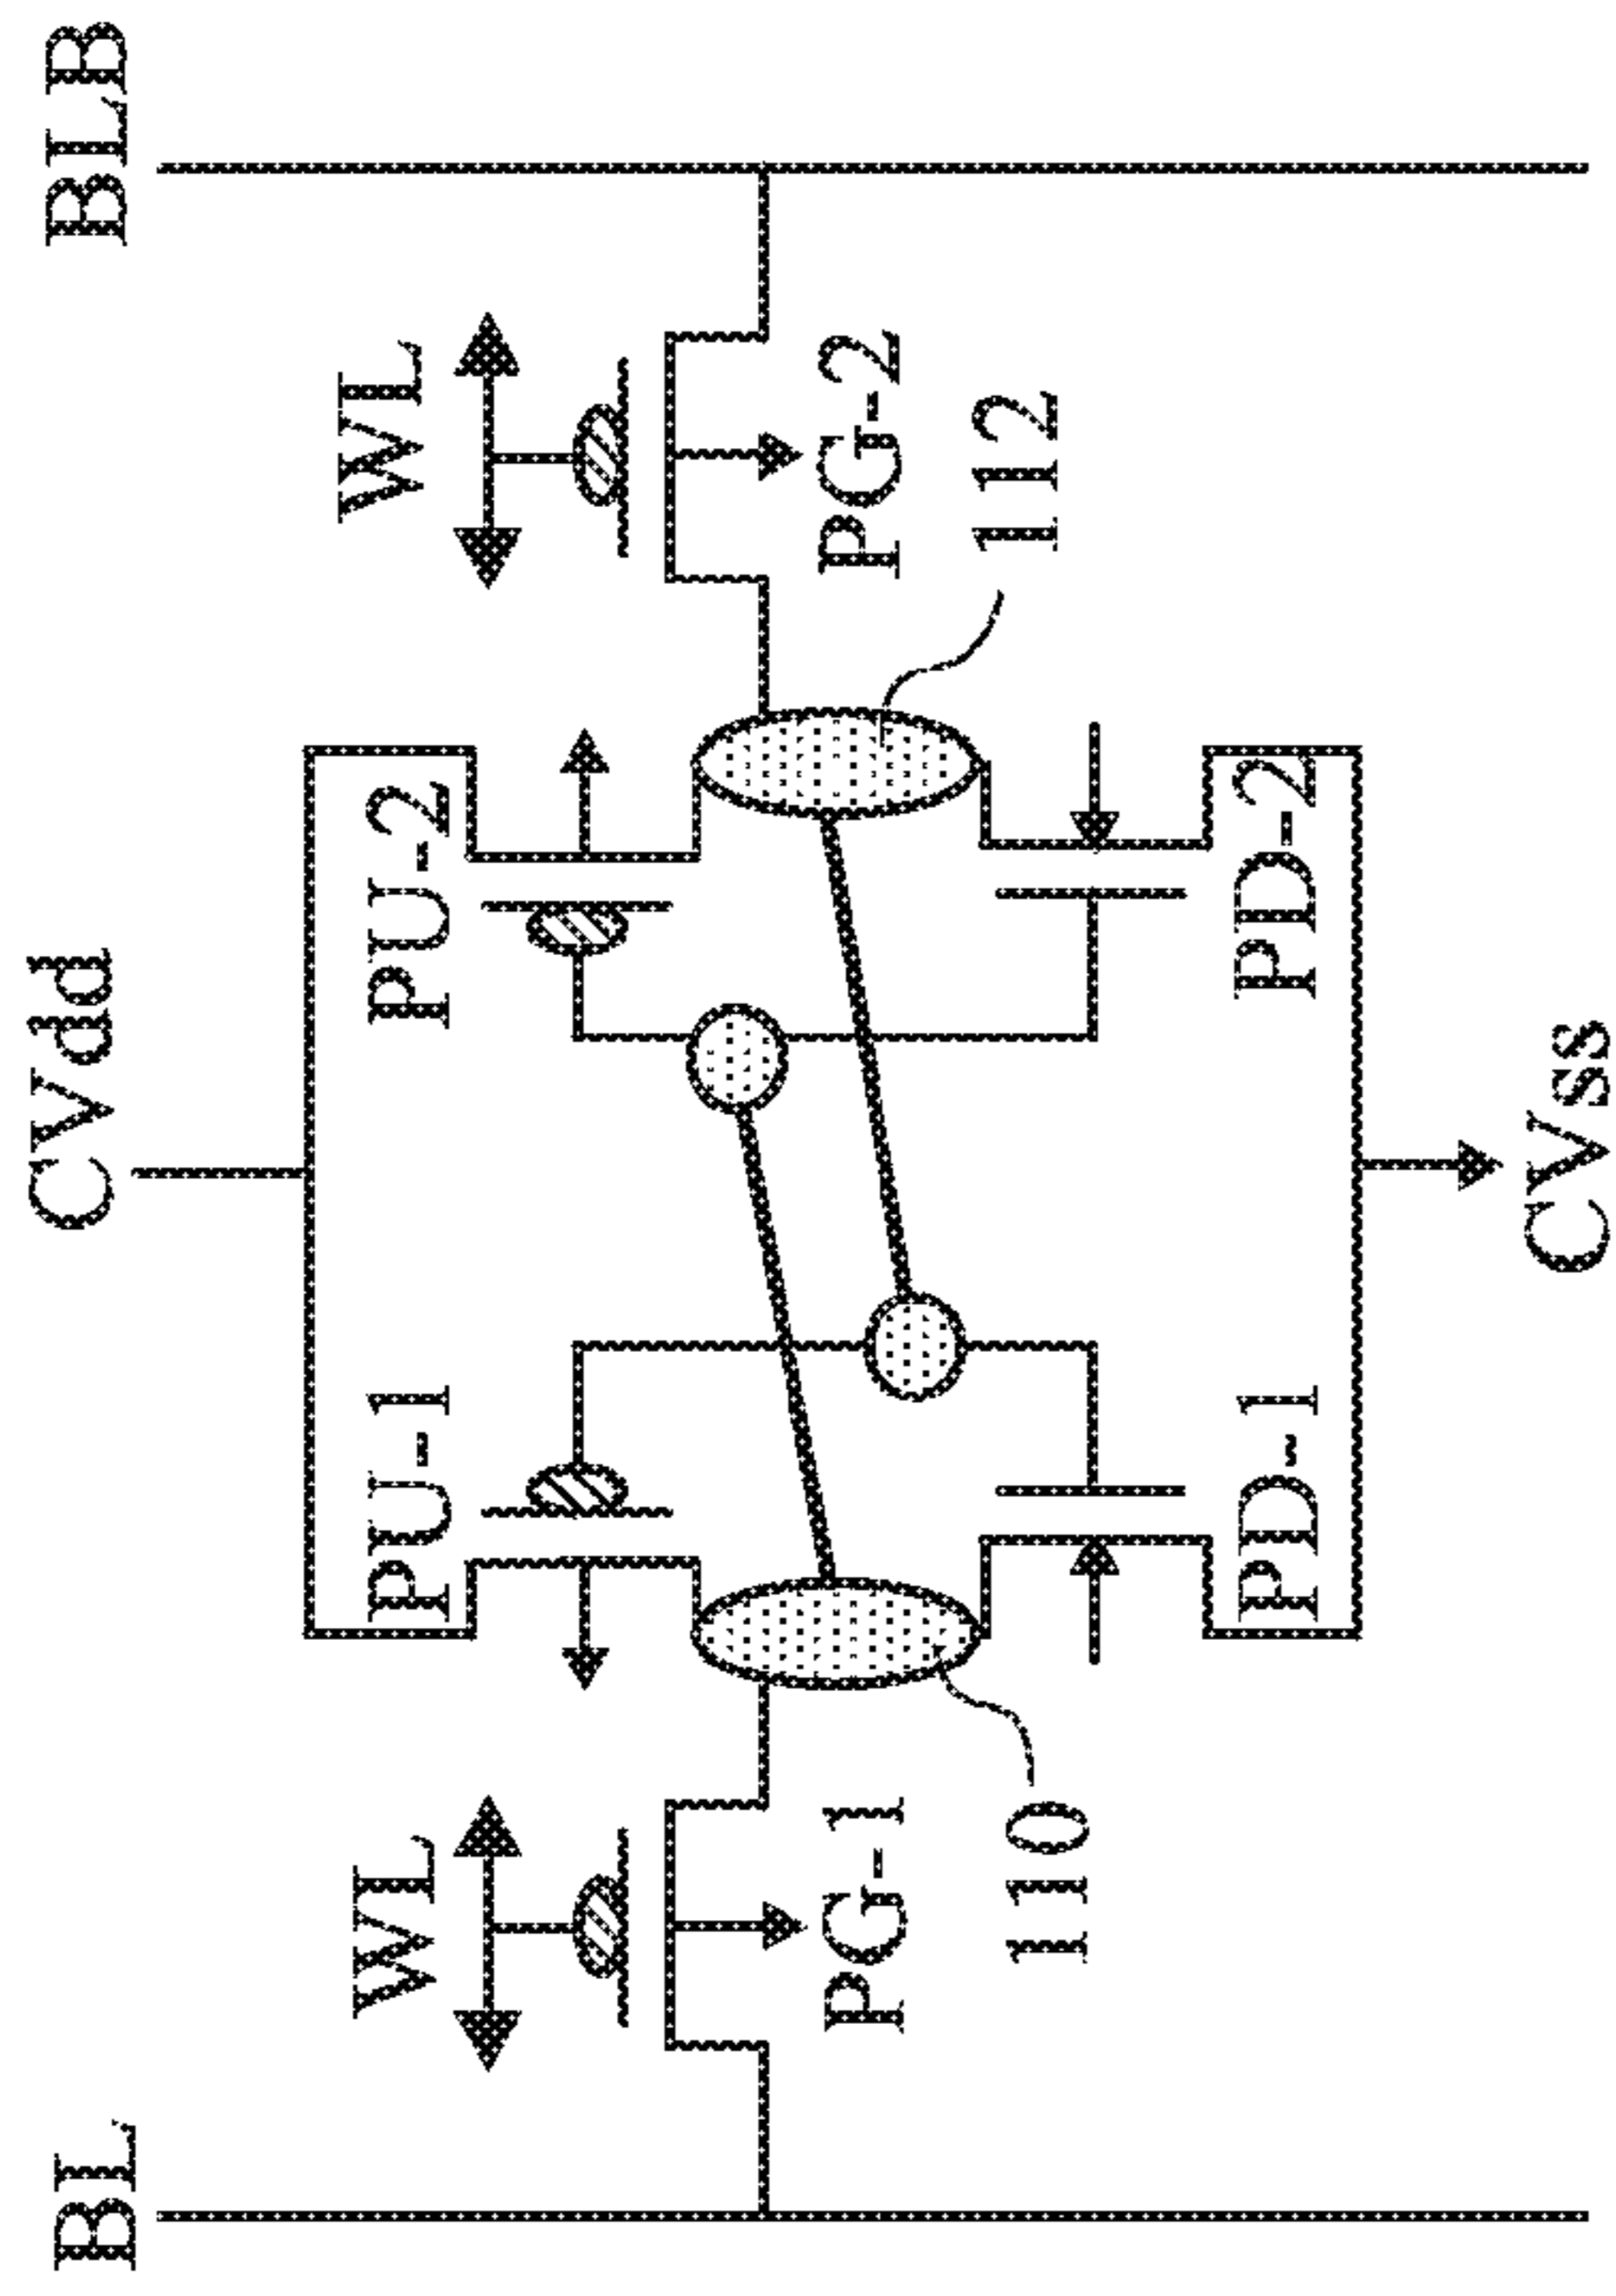 CVdd
BL
BLB
WL
WL
PU-1
PU-2
PG-1
PG-2
110
112
PD-1
PD-2
CVss